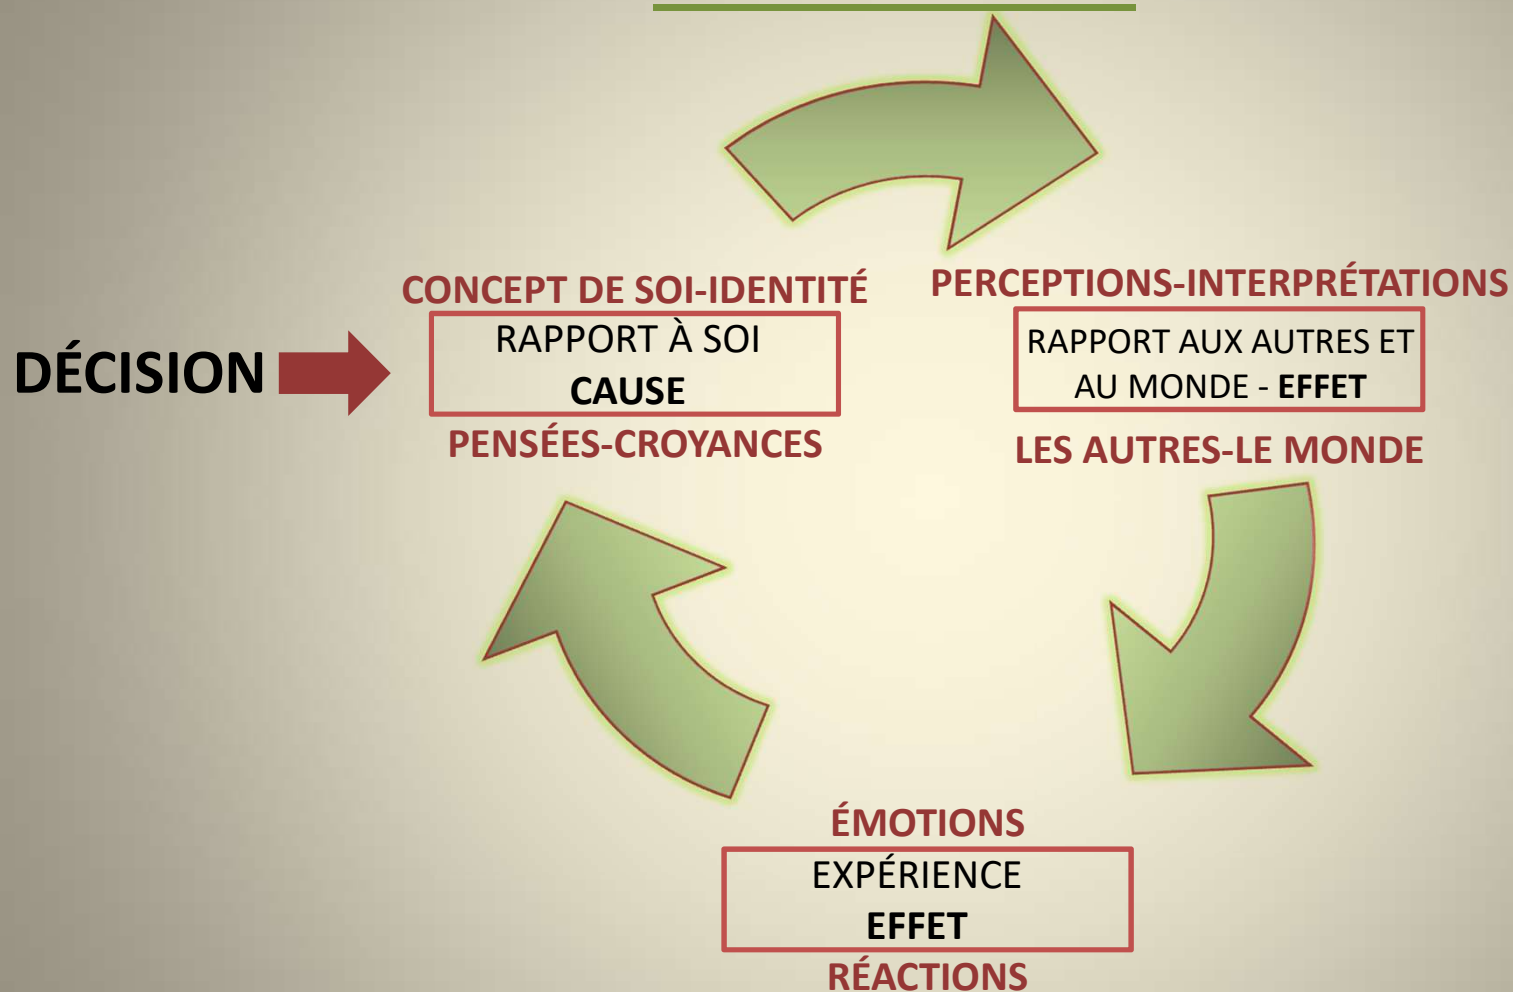 DÉCISION
CONCEPT DE SOI-IDENTITÉ
RAPPORT À SOI
CAUSE
PENSÉES-CROYANCES
PERCEPTIONS-INTERPRÉTATIONS
RAPPORT AUX AUTRES ET
AU MONDE - EFFET
LES AUTRES-LE MONDE
ÉMOTIONS
EXPÉRIENCE
EFFET
RÉACTIONS